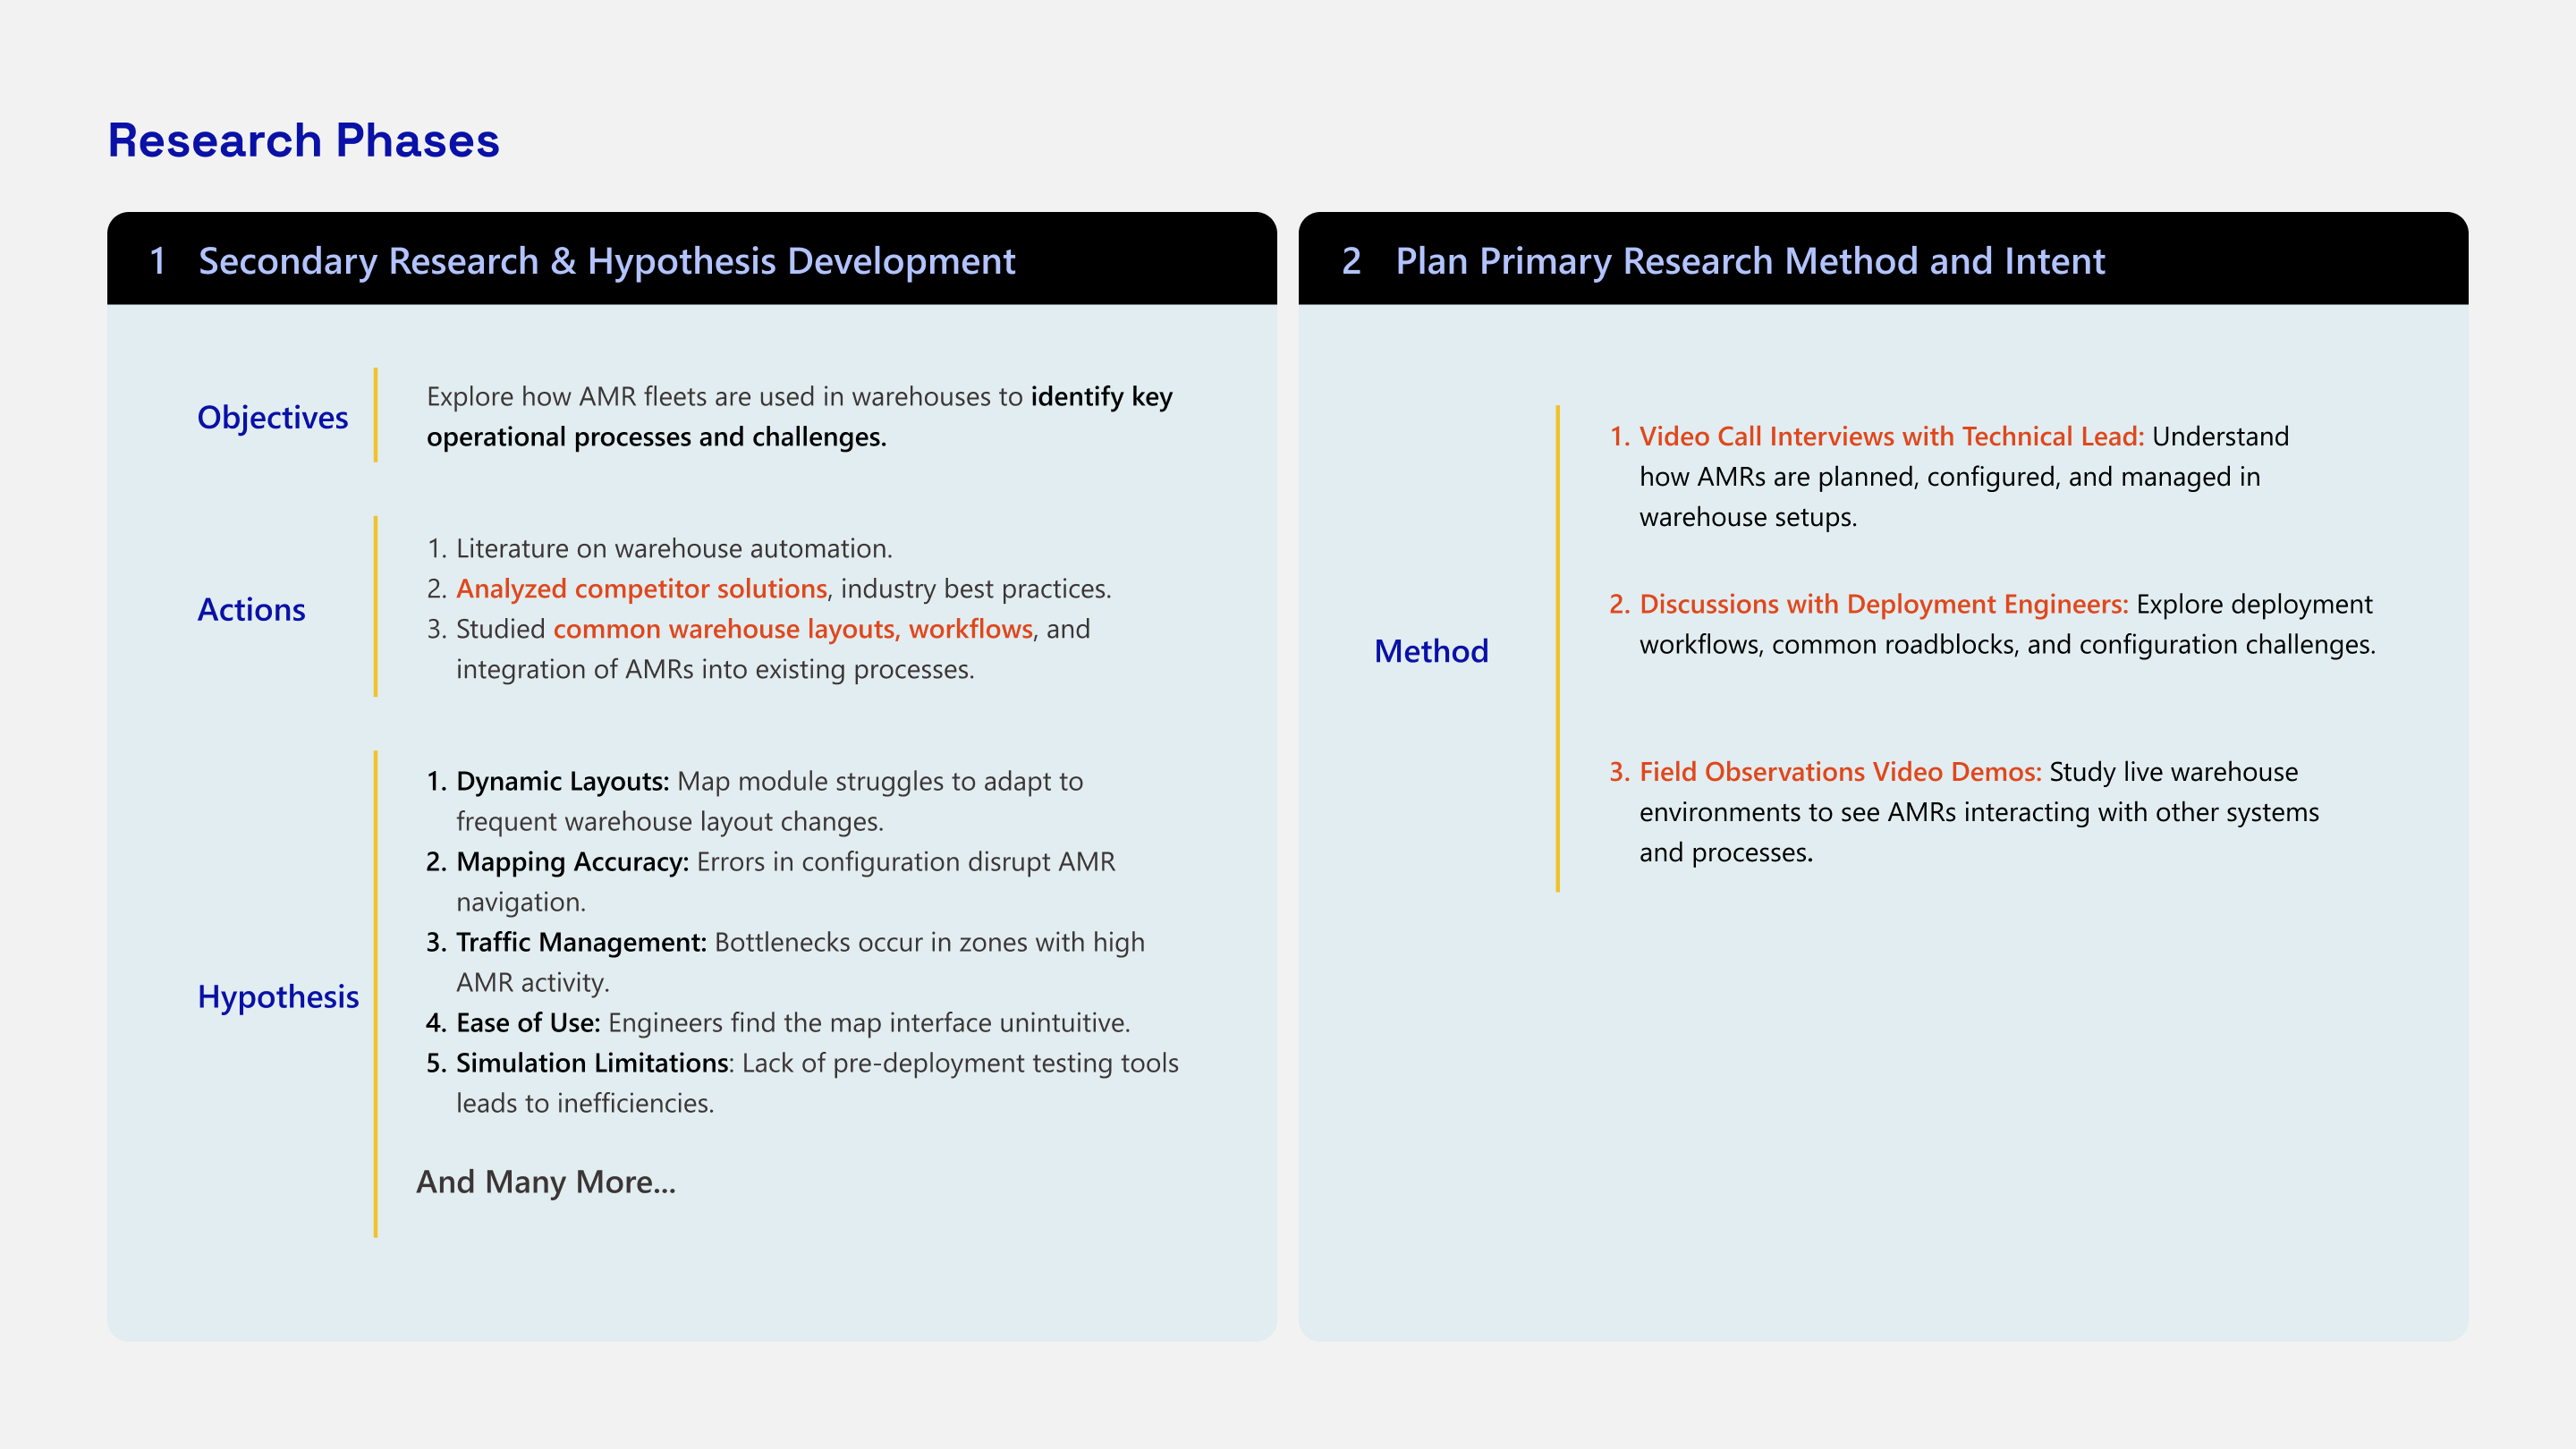 Research Phases
1 Secondary Research & Hypothesis Development
Objectives
Explore how AMR fleets are used in warehouses to identify key
operational processes and challenges.
Actions
1. Literature on warehouse automation.
2. Analyzed competitor solutions, industry best practices.
3. Studied common warehouse layouts, workflows, and
integration of AMRs into existing processes.
Hypothesis
1. Dynamic Layouts: Map module struggles to adapt to
frequent warehouse layout changes.
2. Mapping Accuracy: Errors in configuration disrupt AMR
navigation.
3. Traffic Management: Bottlenecks occur in zones with high
AMR activity.
4. Ease of Use: Engineers find the map interface unintuitive.
5. Simulation Limitations: Lack of pre-deployment testing tools
leads to inefficiencies.
And Many More...
2 Plan Primary Research Method and Intent
Method
1. Video Call Interviews with Technical Lead: Understand
how AMRs are planned, configured, and managed in
warehouse setups.
2. Discussions with Deployment Engineers: Explore deployment
workflows, common roadblocks, and configuration challenges.
3. Field Observations Video Demos: Study live warehouse
environments to see AMRs interacting with other systems
and processes.